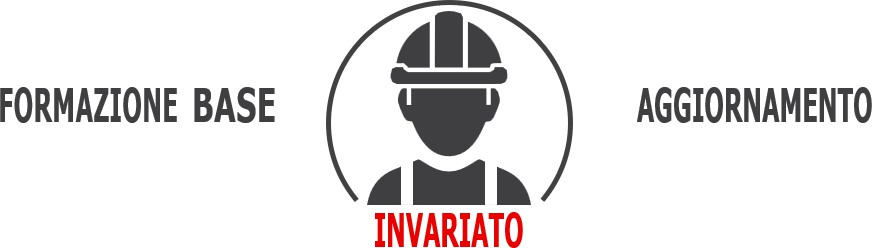 FORMAZIONE BASE
AGGIORNAMENTO
INVARIATO